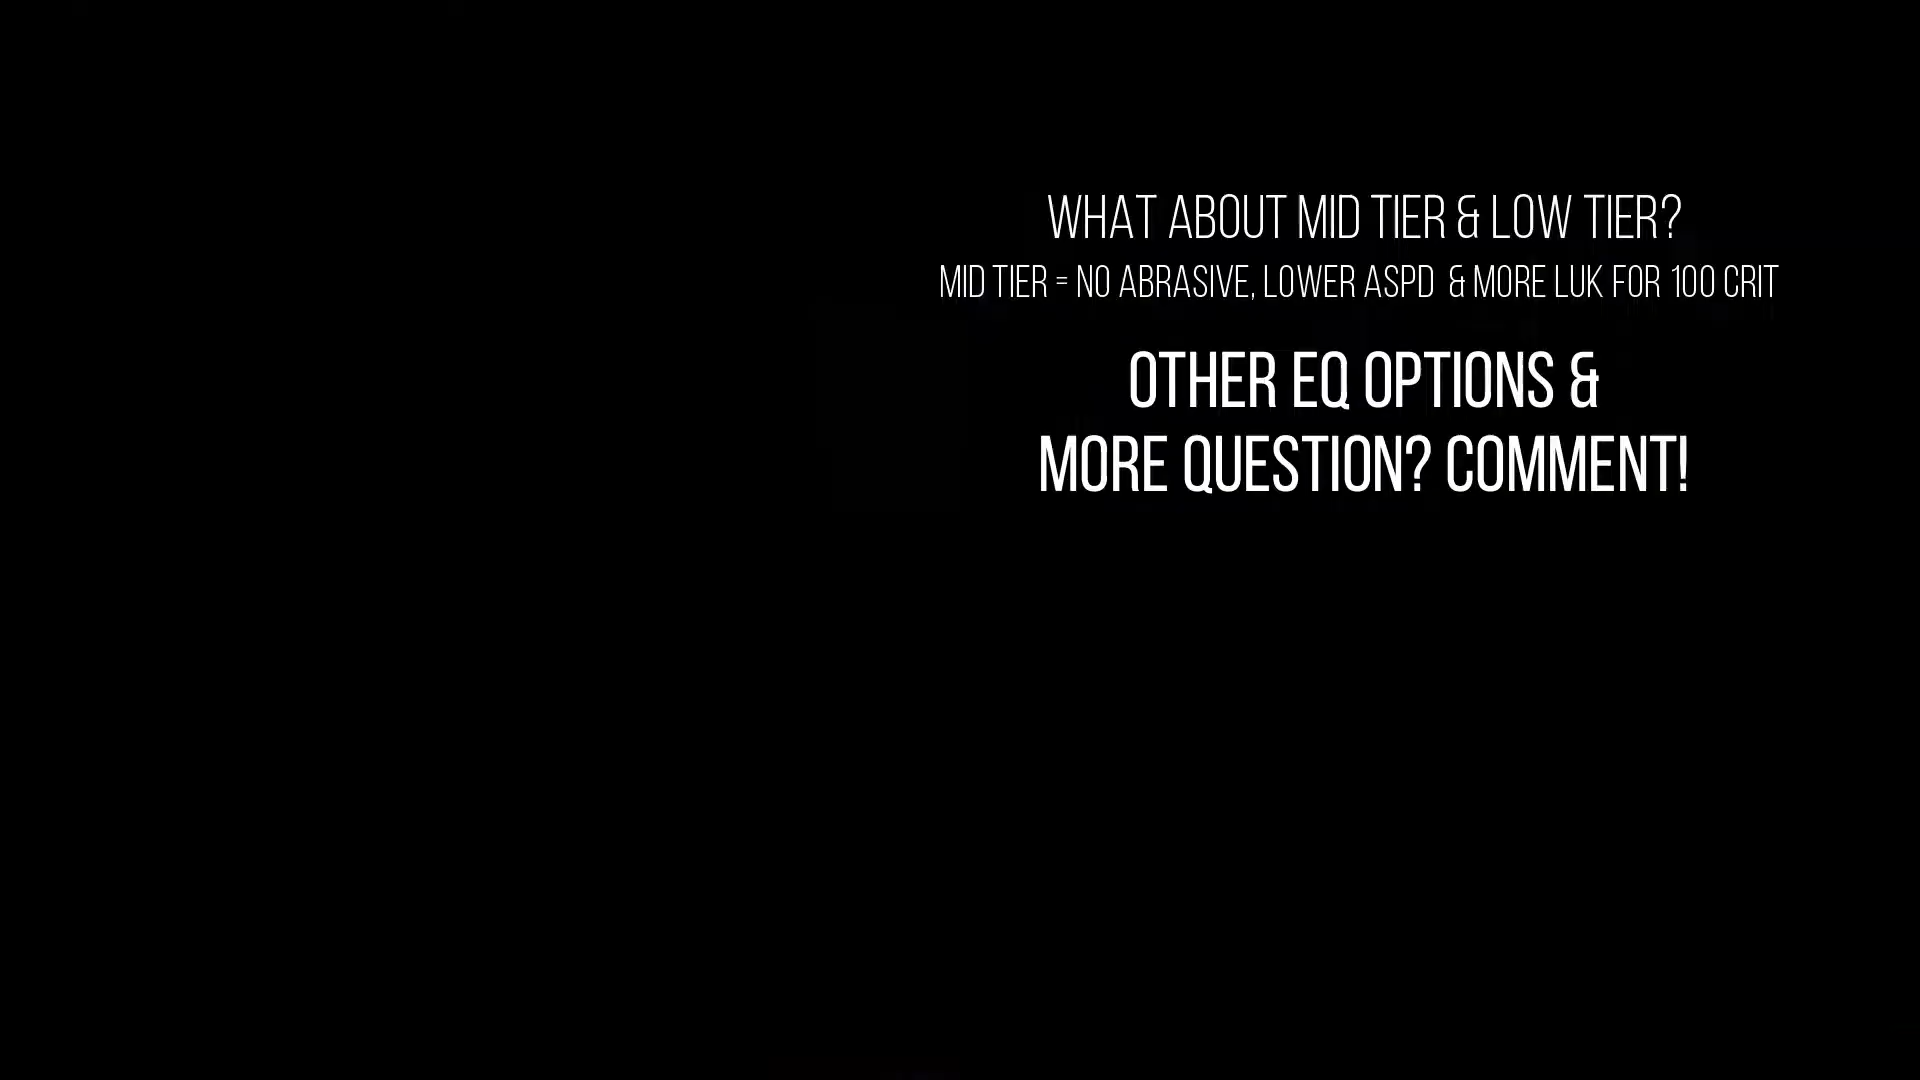 WHAT ABOUT MID TIER & LOW TIER?
MID TIER = NO ABRASIVE, LOWER ASPD & MORE LUK FOR 100 CRIT
OTHER EQ OPTIONS &
MORE QUESTION? COMMENT!